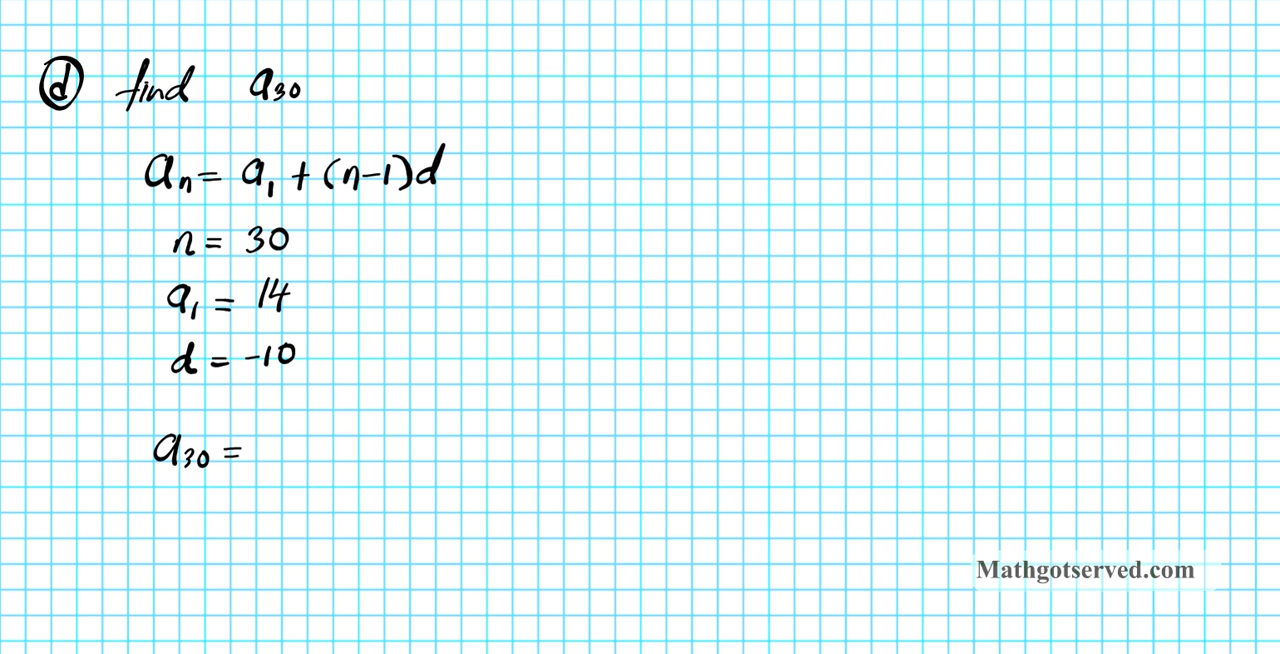 ⓓ find a₃₀
aₙ = a₁ + (n-1)d
n = 30
a₁ = 14
d = -10
a₃₀ =
Mathgotserved.com